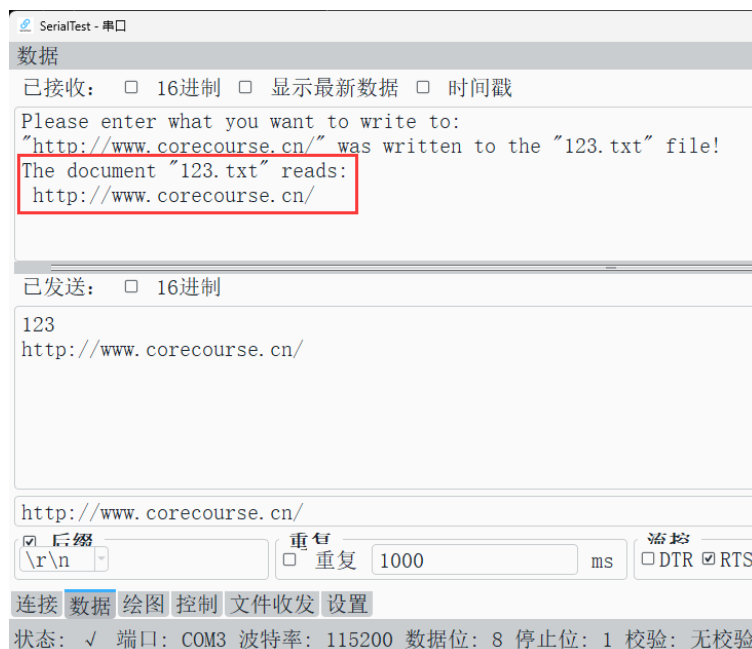 SerialTest - 串口
数据
已接收: 16进制 显示最新数据 时间戳
Please enter what you want to write to:
"http://www.corecourse.cn/" was written to the "123.txt" file!
The document "123.txt" reads:
http://www.corecourse.cn/
已发送: 16进制
123
http://www.corecourse.cn/
http://www.corecourse.cn/
后缀 重复 流控
\r\n 重复 1000 ms DTR RTS
连接 数据 绘图 控制 文件收发 设置
状态: √ 端口: COM3 波特率: 115200 数据位: 8 停止位: 1 校验: 无校验